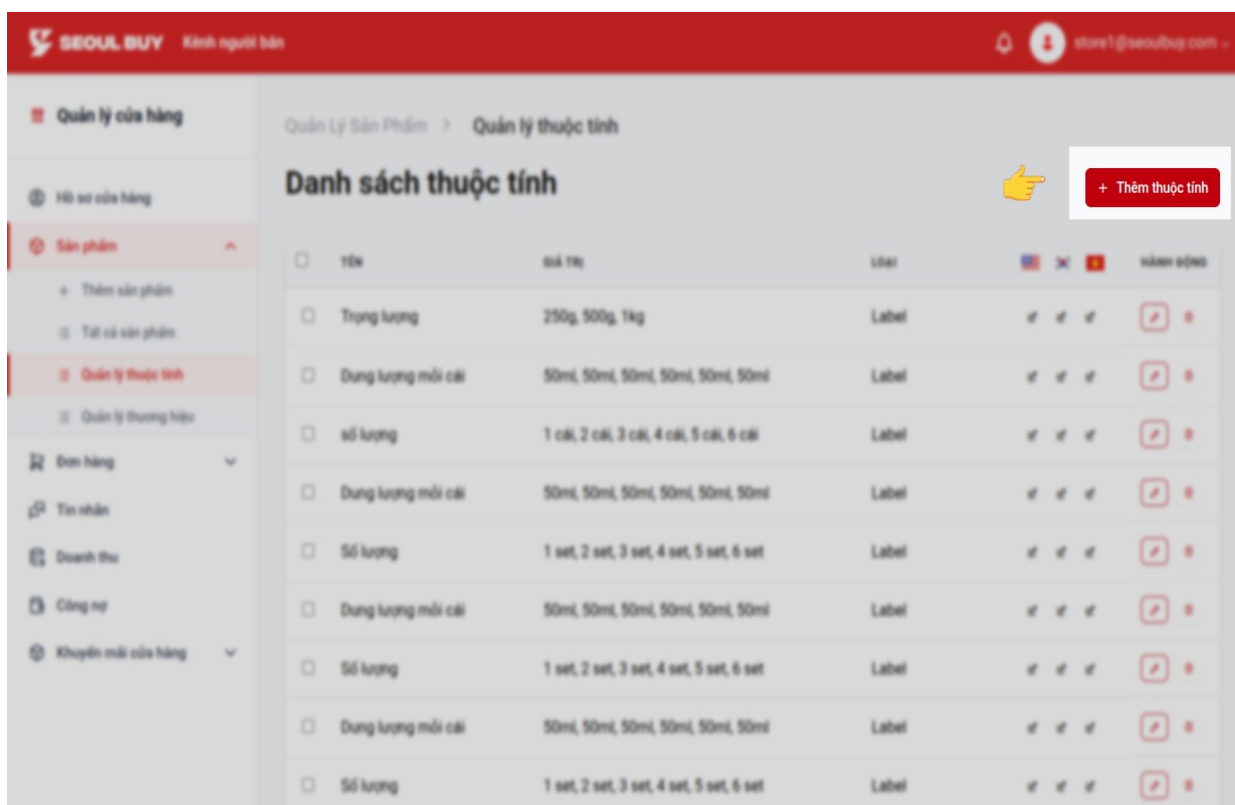 SEOUL BUY Kênh người bán store1@seoulbuy.com
Quản lý cửa hàng
Hồ sơ cửa hàng
Sản phẩm
+ Thêm sản phẩm
Tất cả sản phẩm
Quản lý thuộc tính
Quản lý thương hiệu
Đơn hàng
Tin nhắn
Doanh thu
Công nợ
Khuyến mãi cửa hàng
Quản Lý Sản Phẩm > Quản lý thuộc tính
Danh sách thuộc tính
+ Thêm thuộc tính
TÊN GIÁ TRỊ LOẠI HÀNH ĐỘNG
Trọng lượng 250g, 500g, 1kg Label
Dung lượng mỗi cái 50ml, 50ml, 50ml, 50ml, 50ml, 50ml Label
số lượng 1 cái, 2 cái, 3 cái, 4 cái, 5 cái, 6 cái Label
Dung lượng mỗi cái 50ml, 50ml, 50ml, 50ml, 50ml, 50ml Label
Số lượng 1 set, 2 set, 3 set, 4 set, 5 set, 6 set Label
Dung lượng mỗi cái 50ml, 50ml, 50ml, 50ml, 50ml, 50ml Label
Số lượng 1 set, 2 set, 3 set, 4 set, 5 set, 6 set Label
Dung lượng mỗi cái 50ml, 50ml, 50ml, 50ml, 50ml, 50ml Label
Số lượng 1 set, 2 set, 3 set, 4 set, 5 set, 6 set Label